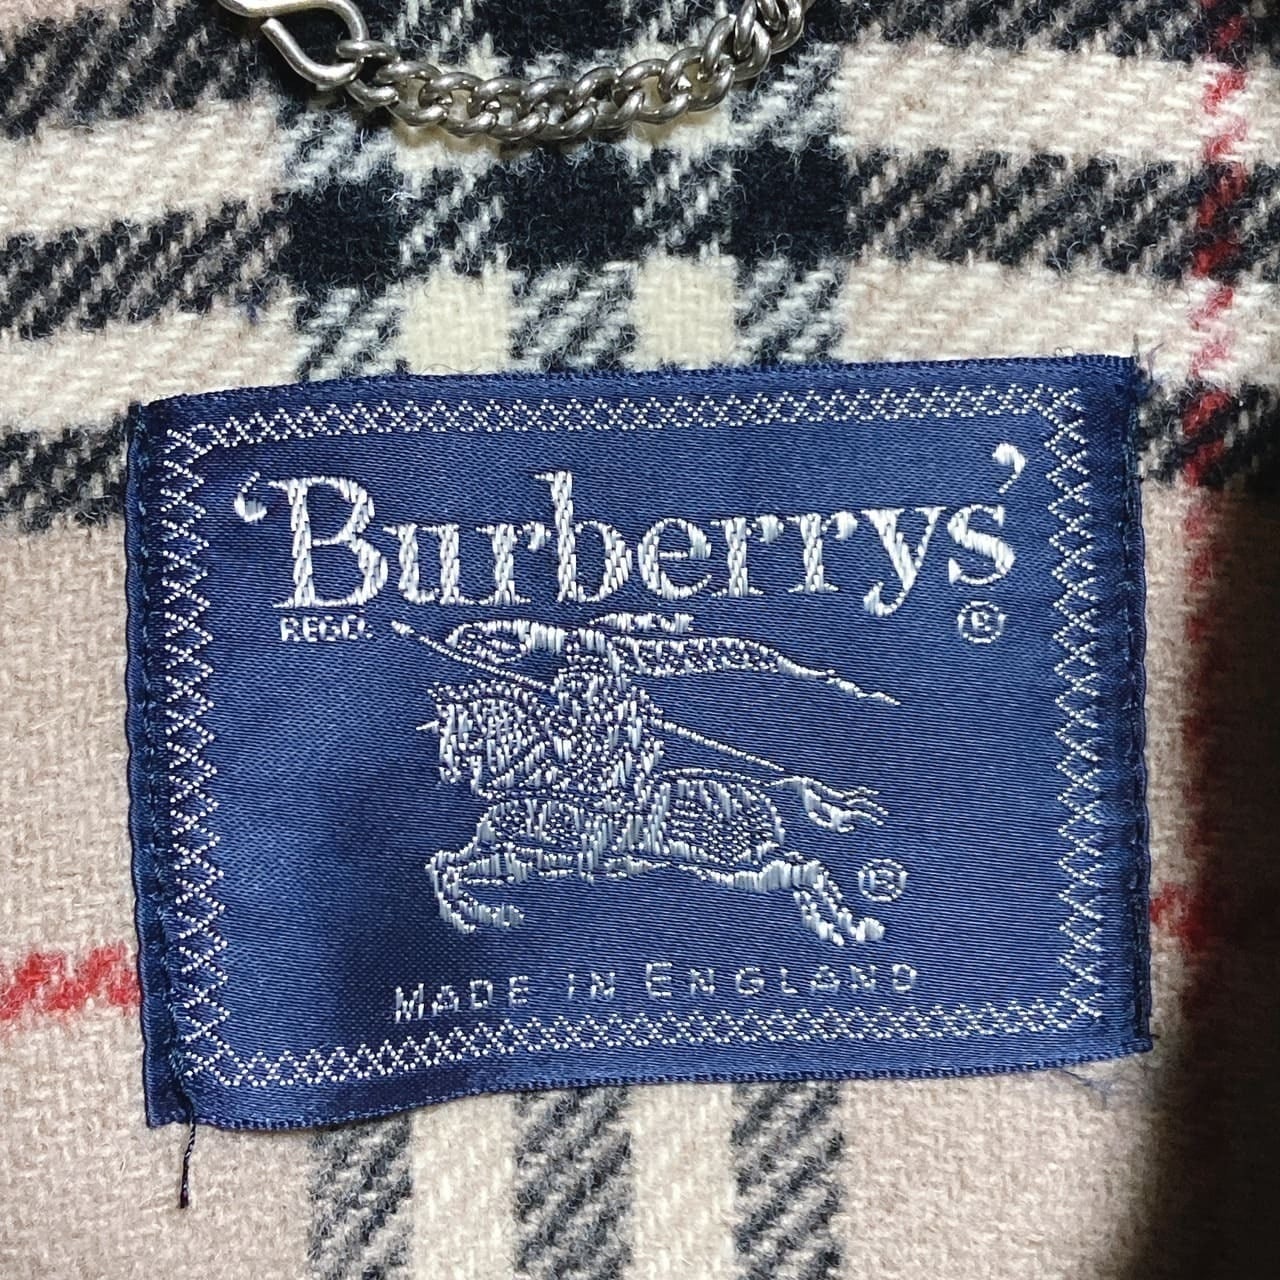 ‘Burberrys’
REGD. ®
®
MADE IN ENGLAND